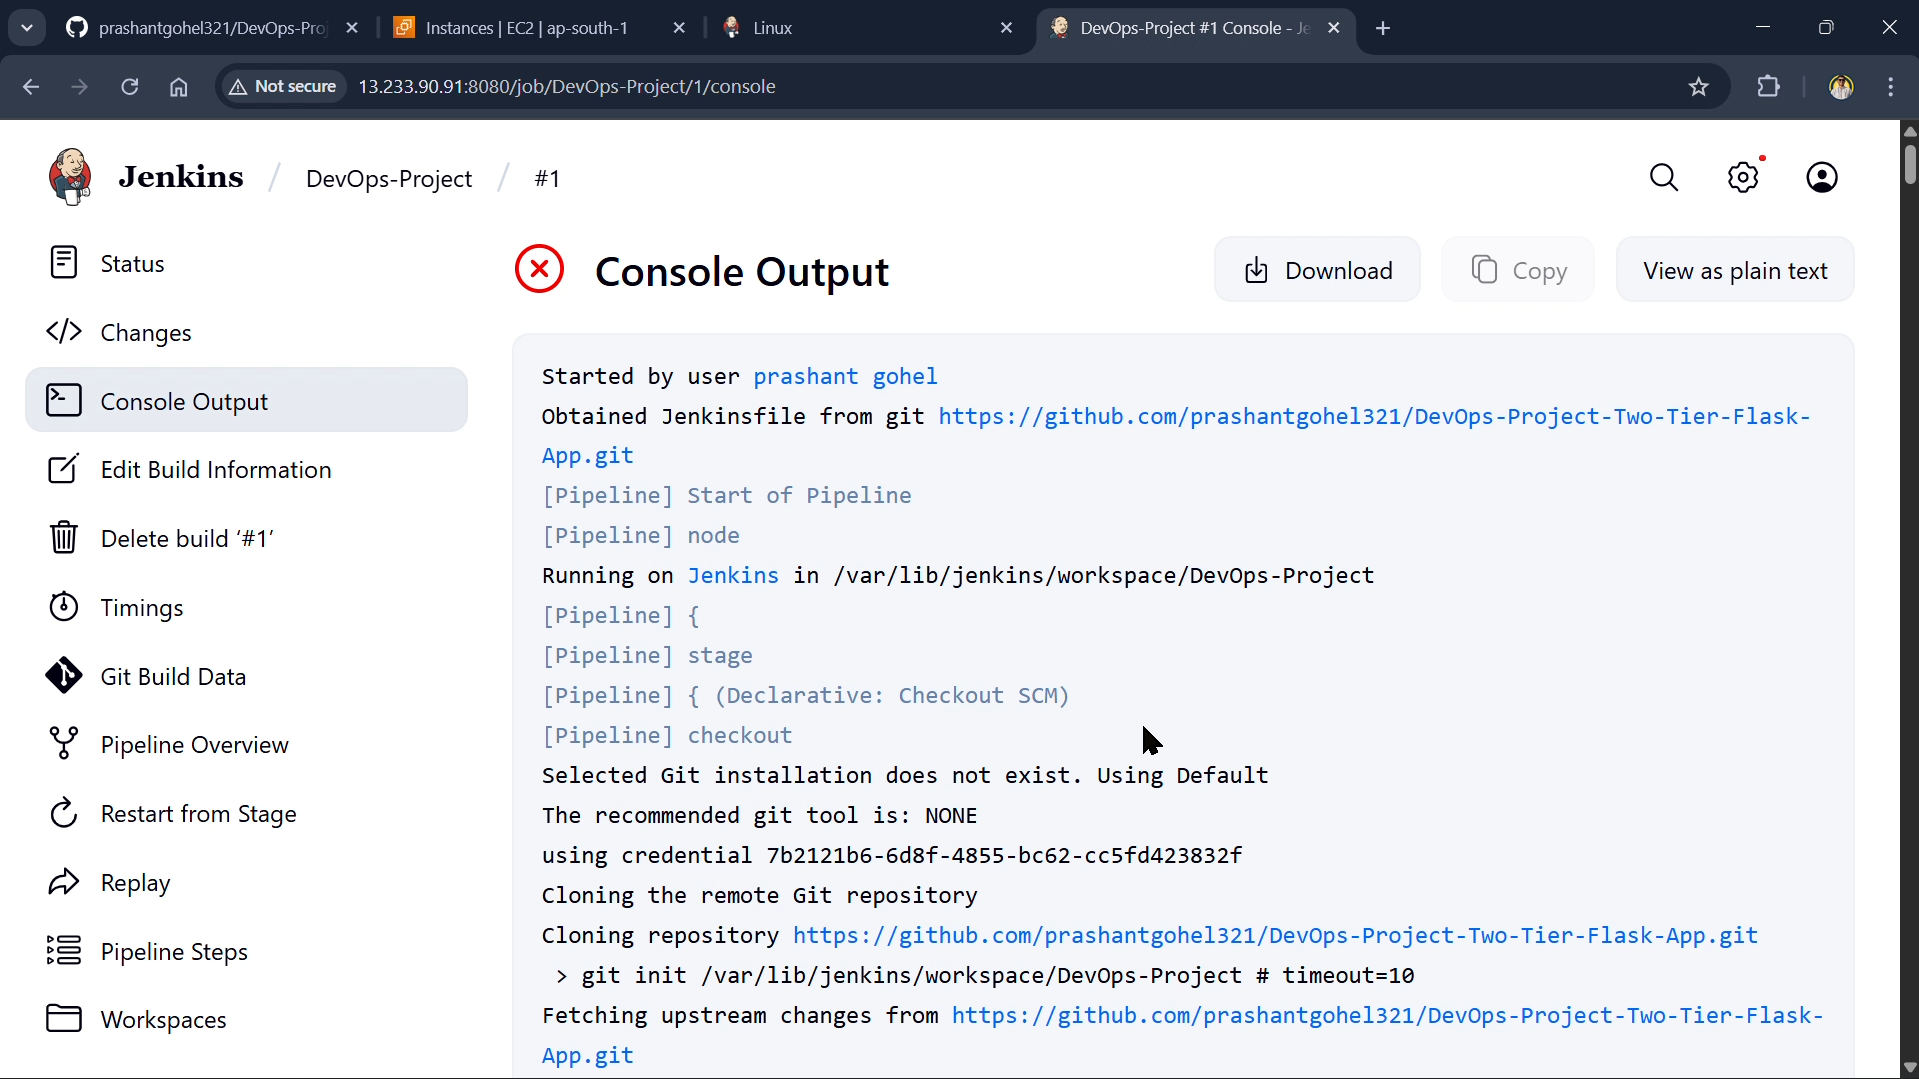 prashantgohel321/DevOps-Proj
Instances | EC2 | ap-south-1
Linux
DevOps-Project #1 Console - Je
Not secure
13.233.90.91:8080/job/DevOps-Project/1/console
Jenkins / DevOps-Project / #1
Status
Changes
Console Output
Edit Build Information
Delete build ‘#1’
Timings
Git Build Data
Pipeline Overview
Restart from Stage
Replay
Pipeline Steps
Workspaces
Console Output
Download
Copy
View as plain text
Started by user prashant gohel
Obtained Jenkinsfile from git https://github.com/prashantgohel321/DevOps-Project-Two-Tier-Flask-
App.git
[Pipeline] Start of Pipeline
[Pipeline] node
Running on Jenkins in /var/lib/jenkins/workspace/DevOps-Project
[Pipeline] {
[Pipeline] stage
[Pipeline] { (Declarative: Checkout SCM)
[Pipeline] checkout
Selected Git installation does not exist. Using Default
The recommended git tool is: NONE
using credential 7b2121b6-6d8f-4855-bc62-cc5fd423832f
Cloning the remote Git repository
Cloning repository https://github.com/prashantgohel321/DevOps-Project-Two-Tier-Flask-App.git
> git init /var/lib/jenkins/workspace/DevOps-Project # timeout=10
Fetching upstream changes from https://github.com/prashantgohel321/DevOps-Project-Two-Tier-Flask-
App.git